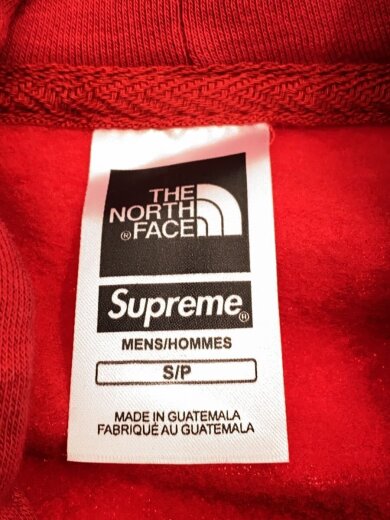 THE
NORTH
® FACE
Supreme®
MENS/HOMMES
S/P
MADE IN GUATEMALA
FABRIQUÉ AU GUATEMALA